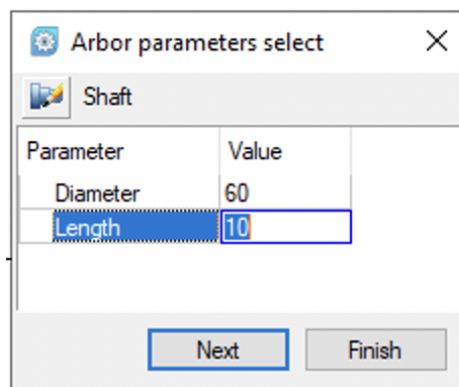 Arbor parameters select
Shaft
Parameter Value
Diameter 60
Length 10
Next Finish